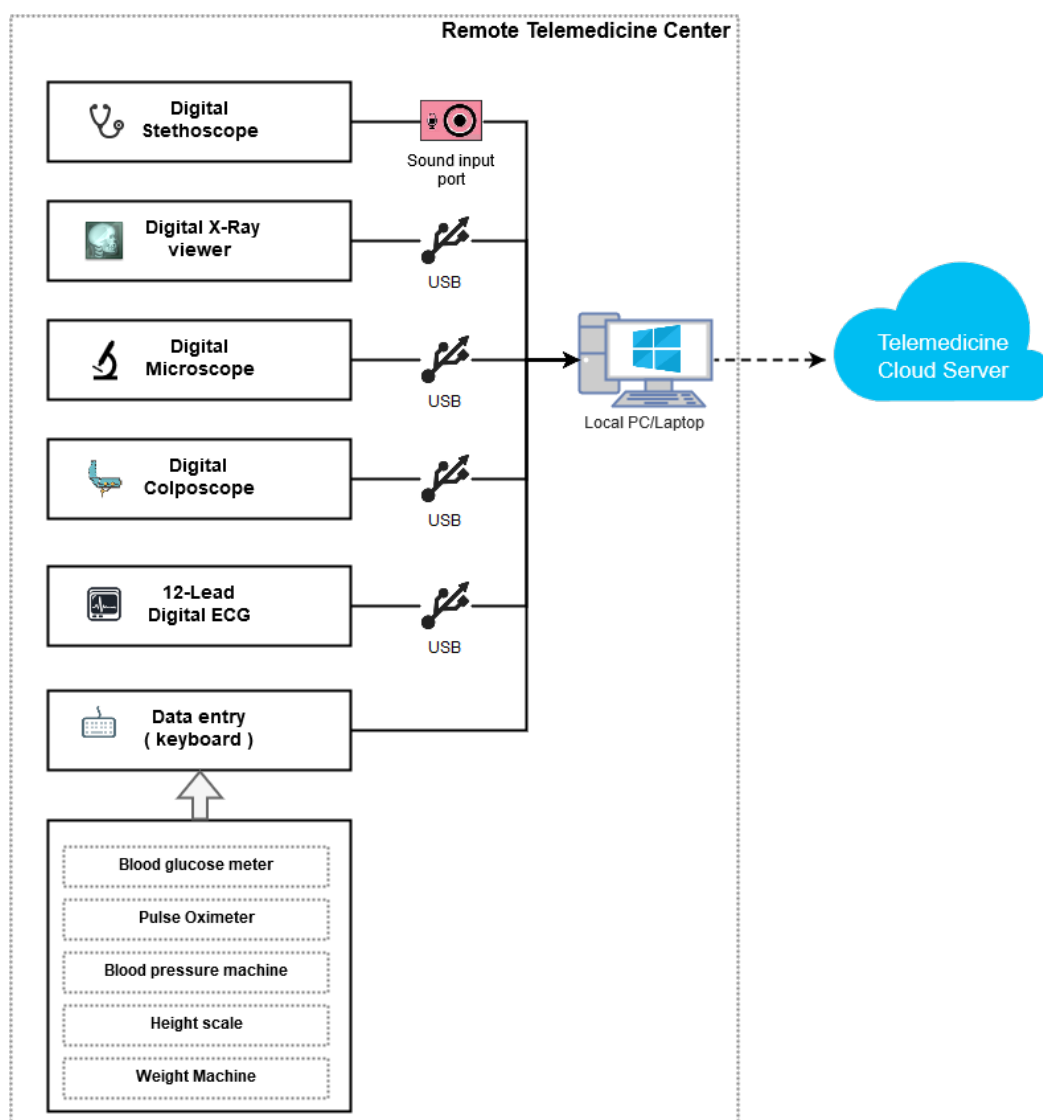 Remote Telemedicine Center
Digital
Stethoscope
Sound input
port
Digital X-Ray
viewer
USB
Digital
Microscope
USB
Local PC/Laptop
Telemedicine
Cloud Server
Digital
Colposcope
USB
12-Lead
Digital ECG
USB
Data entry
( keyboard )
Blood glucose meter
Pulse Oximeter
Blood pressure machine
Height scale
Weight Machine